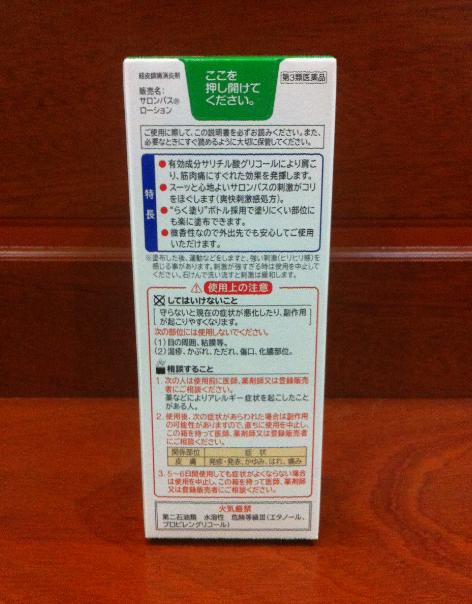 経皮鎮痛消炎剤
販売名:
サロンパス®
ローション
ここを
押し開けて
ください。
第3類医薬品
ご使用に際して、この説明書を必ずお読みください。また、
必要なときにすぐ読めるように大切に保管してください。
特長
●有効成分サリチル酸グリコールにより肩こ
り、筋肉痛にすぐれた効果を発揮します。
●スーッと心地よいサロンパスの刺激がコリ
をほぐします(爽快刺激感処方)。
●"らく塗り"ボトル採用で塗りにくい部位に
も楽に塗布できます。
●微香性なので外出先でも安心してご使用
いただけます。
※塗布した後、運動などをしますと、強い刺激(ヒリヒリ感)を
感じる事があります。刺激が強すぎる時は使用を中止してく
ださい。石けんで洗い流すと刺激は緩和します。
使用上の注意
してはいけないこと
守らないと現在の症状が悪化したり、副作用
が起こりやすくなります。
次の部位には使用しないでください。
(1)目の周囲、粘膜等。
(2)湿疹、かぶれ、ただれ、傷口、化膿部位。
相談すること
1.次の人は使用前に医師、薬剤師又は登録販売
者にご相談ください。
薬などによりアレルギー症状を起こしたこと
がある人。
2.使用後、次の症状があらわれた場合は副作用
の可能性がありますので、直ちに使用を中止し、
この箱を持って医師、薬剤師又は登録販売者
にご相談ください。
関係部位 症状
皮膚 発疹・発赤、かゆみ、はれ、痛み
3.5〜6日間使用しても症状がよくならない場合
は使用を中止し、この箱を持って医師、薬剤師
又は登録販売者にご相談ください。
火気厳禁
第二石油類 水溶性 危険等級Ⅲ(エタノール、
プロピレングリコール)